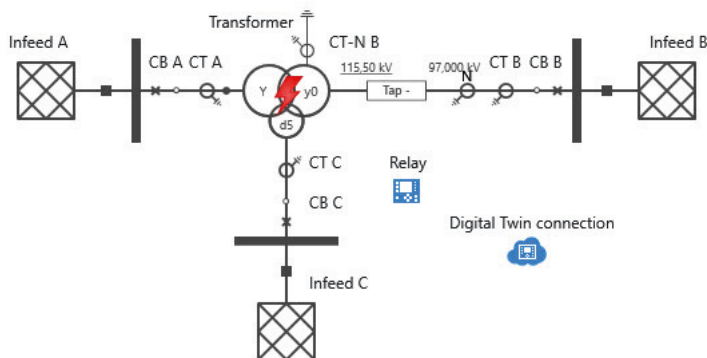 Transformer
Infeed A
CB A CT A
CT-N B
115,50 kV
97,000 kV
N
CT B CB B
Infeed B
Y
y0
Tap -
d5
CT C
Relay
CB C
Digital Twin connection
Infeed C